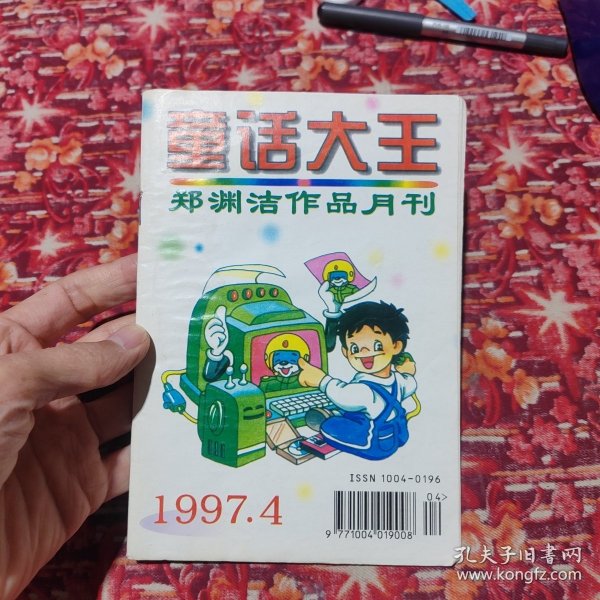 童话大王
郑渊洁作品月刊
ISSN 1004-0196
04>
1997.4
9 771004 019008
孔夫子旧书网
www.kongfz.com